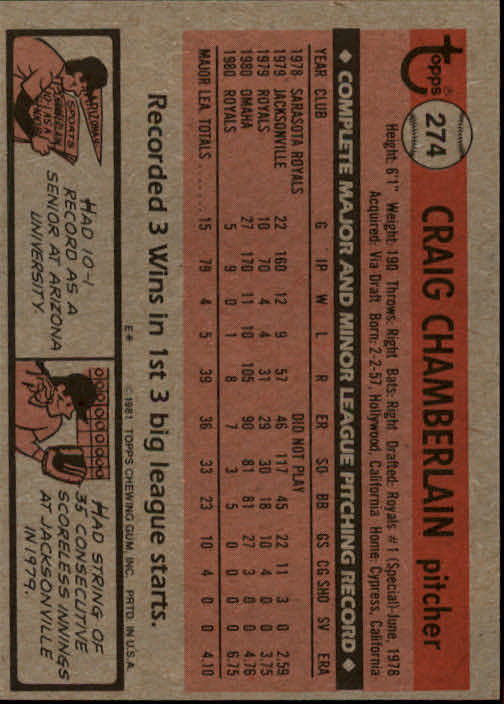 topps®
274
CRAIG CHAMBERLAIN pitcher
Height: 6'1" Weight: 190 Throws: Right Bats: Right Drafted: Royals #1 (Special)-June, 1978
Acquired: Via Draft Born: 2-2-57, Hollywood, California Home: Cypress, California
◆ COMPLETE MAJOR AND MINOR LEAGUE PITCHING RECORD ◆
YEAR CLUB G IP W L R ER SO BB GS CG SHO SV ERA
1978 SARASOTA ROYALS DID NOT PLAY
1979 JACKSONVILLE 22 160 12 9 57 46 117 45 22 11 3 0 2.59
1979 ROYALS 10 70 4 4 31 29 30 18 10 4 0 0 3.75
1980 OMAHA 27 170 11 10 105 90 81 81 27 3 0 0 4.76
1980 ROYALS 5 9 0 1 8 7 3 5 0 0 0 0 6.75
MAJOR LEA. TOTALS ...... 15 79 4 5 39 36 33 23 10 4 0 0 4.10
Recorded 3 Wins in 1st 3 big league starts.
E# © 1981 TOPPS CHEWING GUM, INC. PRTD. IN U.S.A.
ARIZONA
SPORTS
HAD 10-1
RECORD AS A
SENIOR AT ARIZONA
UNIVERSITY.
HAD STRING OF
35 CONSECUTIVE
SCORELESS INNINGS
AT JACKSONVILLE
IN 1979.